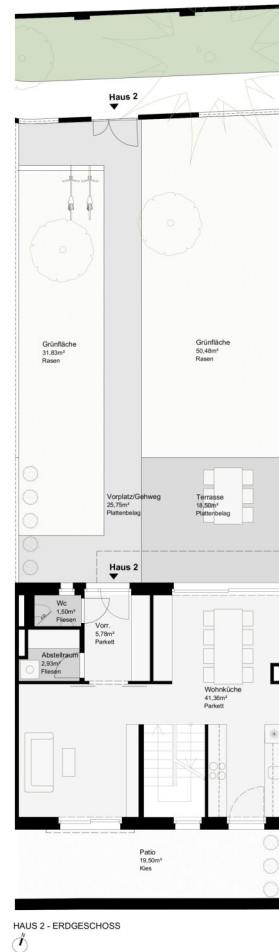 Haus 2
Grünfläche
31,83m²
Rasen
Grünfläche
50,48m²
Rasen
Vorplatz/Gehweg
25,75m²
Plattenbelag
Terrasse
18,50m²
Plattenbelag
Haus 2
Wc
1,50m²
Fliesen
Vorr.
5,78m²
Parkett
Abstellraum
2,93m²
Fliesen
Wohnküche
41,36m²
Parkett
Patio
19,50m²
Kies
HAUS 2 - ERDGESCHOSS
N